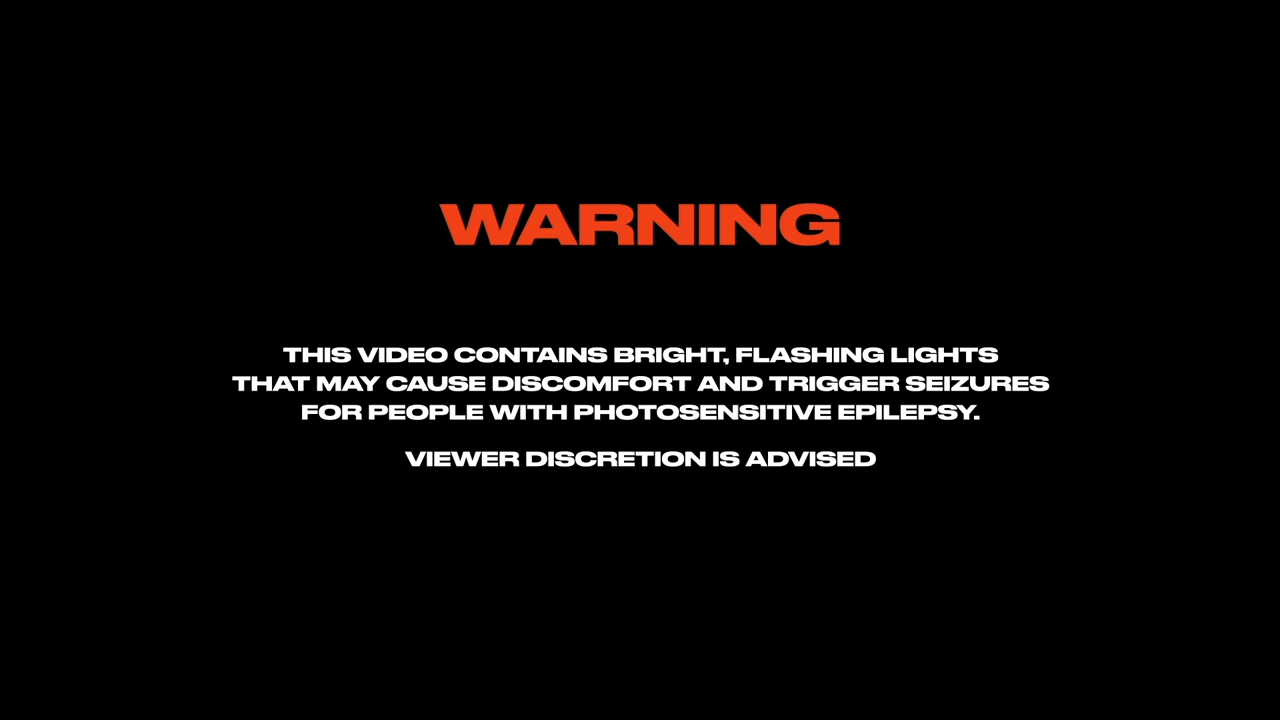 WARNING
THIS VIDEO CONTAINS BRIGHT, FLASHING LIGHTS
THAT MAY CAUSE DISCOMFORT AND TRIGGER SEIZURES
FOR PEOPLE WITH PHOTOSENSITIVE EPILEPSY.
VIEWER DISCRETION IS ADVISED